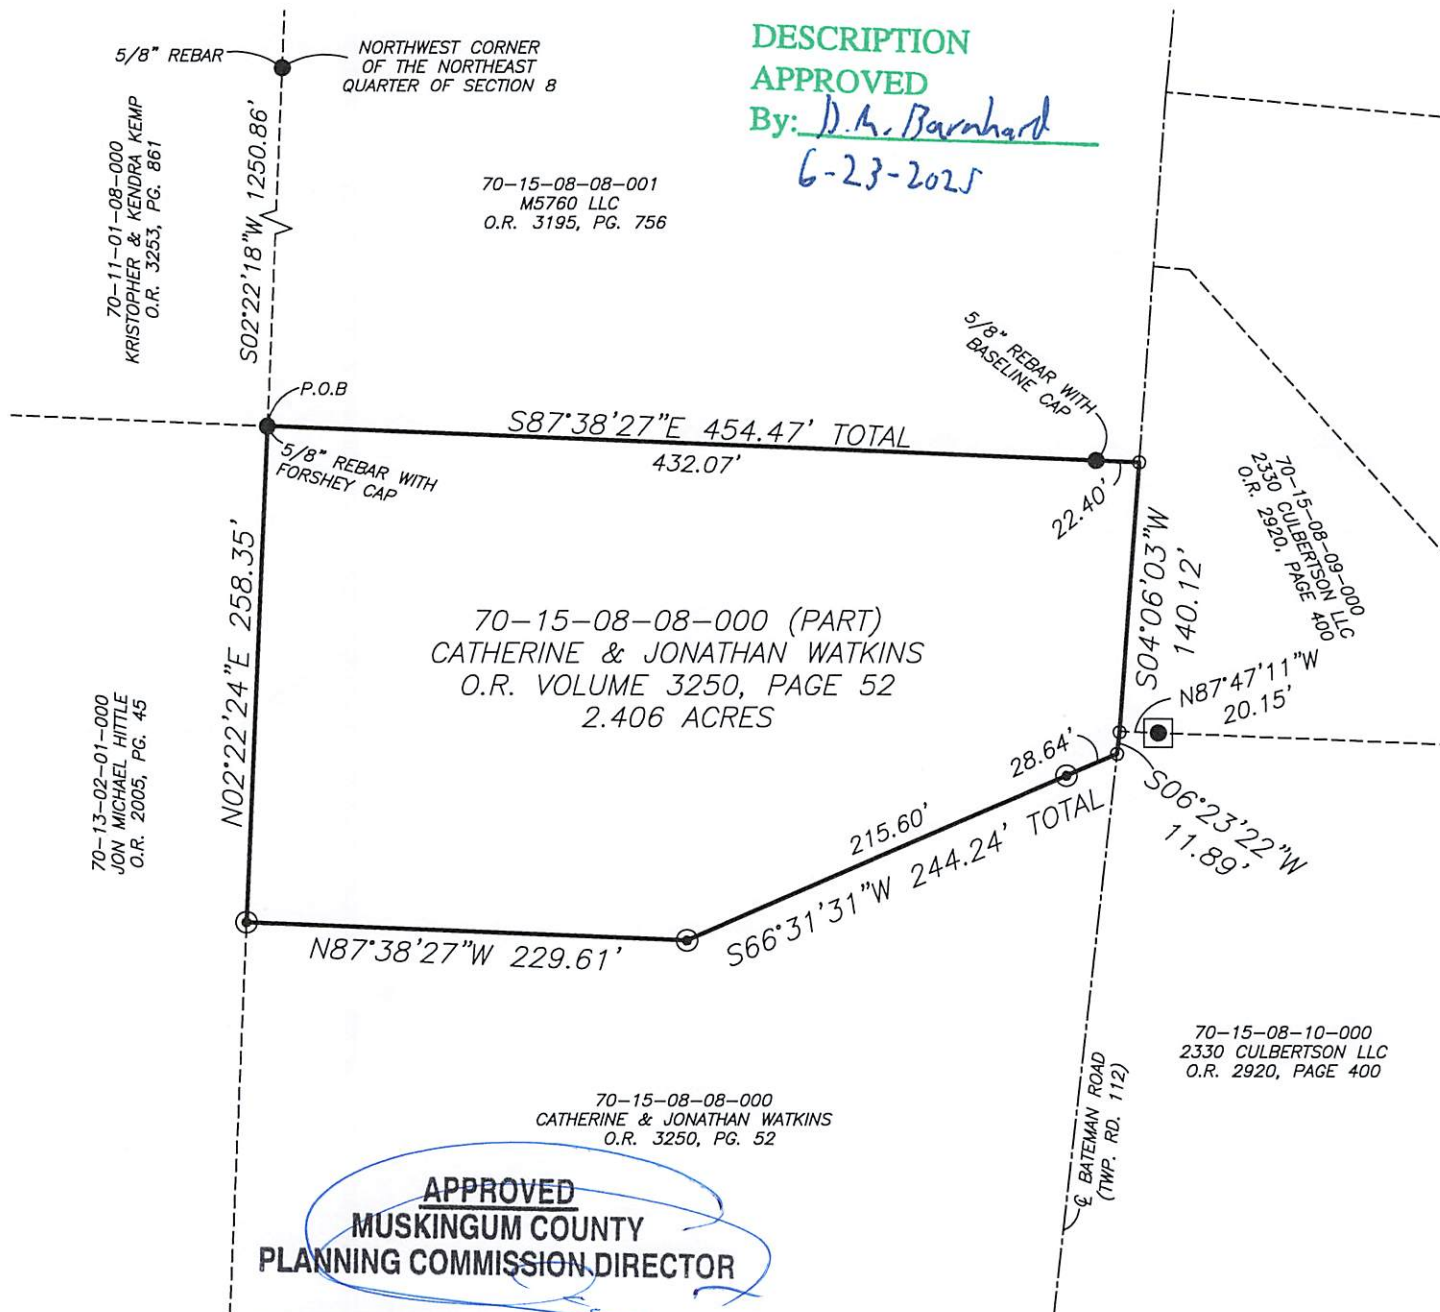 DESCRIPTION
APPROVED
By: D.M. Barnhard
6-23-2025
5/8" REBAR
NORTHWEST CORNER
OF THE NORTHEAST
QUARTER OF SECTION 8
70-11-01-08-000
KRISTOPHER & KENDRA KEMP
O.R. 3253, PG. 861
S02°22'18"W 1250.86'
70-15-08-08-001
M5760 LLC
O.R. 3195, PG. 756
P.O.B
5/8" REBAR WITH
FORSHEY CAP
S87°38'27"E 454.47' TOTAL
432.07'
5/8" REBAR WITH
BASELINE CAP
22.40'
70-15-08-09-000
2330 CULBERTSON LLC
O.R. 2920, PAGE 400
S04°06'03"W
140.12'
N02°22'24"E 258.35'
70-15-08-08-000 (PART)
CATHERINE & JONATHAN WATKINS
O.R. VOLUME 3250, PAGE 52
2.406 ACRES
N87°47'11"W
20.15'
70-13-02-01-000
JON MICHAEL HITTLE
O.R. 2005, PG. 45
28.64'
215.60'
S66°31'31"W 244.24' TOTAL
S06°23'22"W
11.89'
N87°38'27"W 229.61'
70-15-08-10-000
2330 CULBERTSON LLC
O.R. 2920, PAGE 400
70-15-08-08-000
CATHERINE & JONATHAN WATKINS
O.R. 3250, PG. 52
℄ BATEMAN ROAD
(TWP. RD. 112)
APPROVED
MUSKINGUM COUNTY
PLANNING COMMISSION DIRECTOR